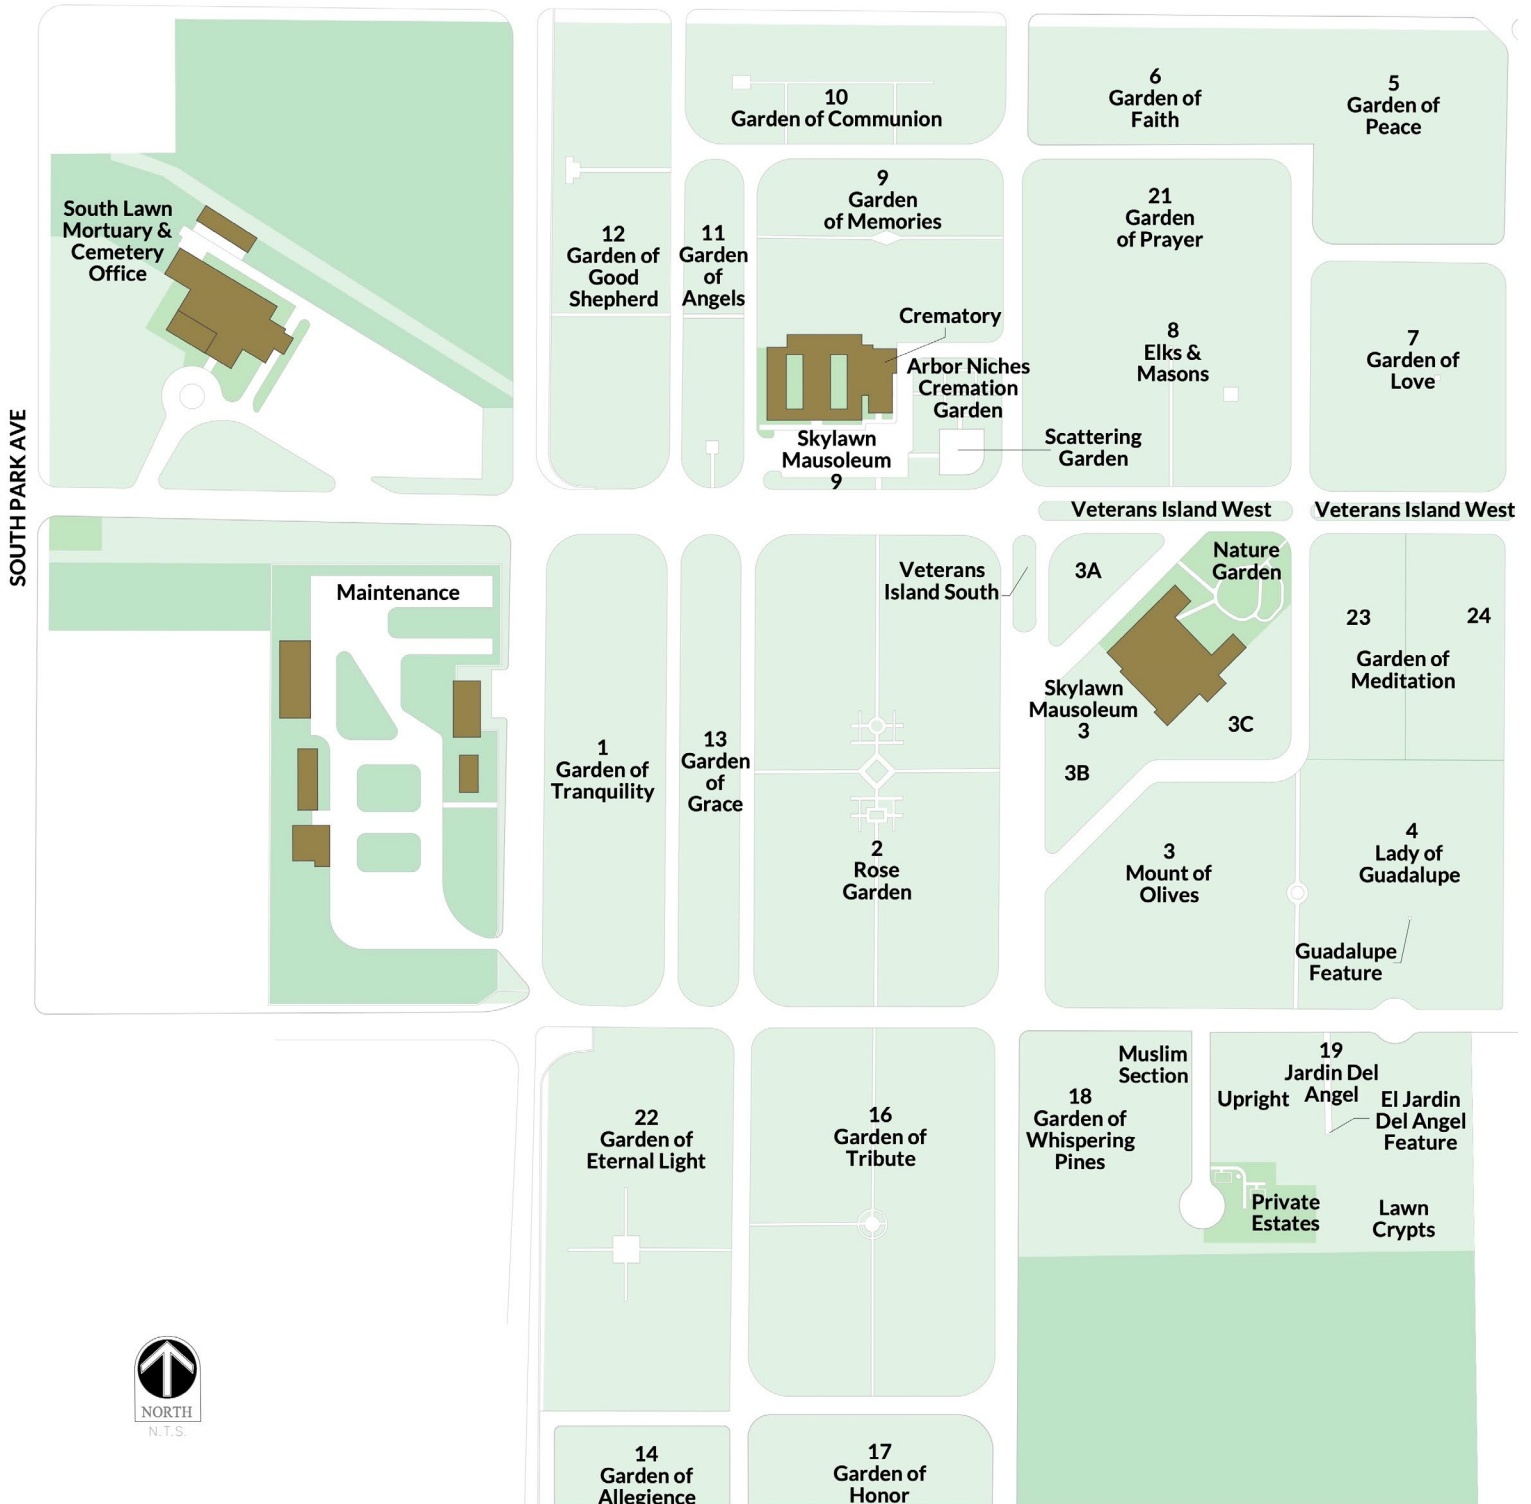 6
Garden of
Faith
5
Garden of
Peace
10
Garden of Communion
9
Garden
of Memories
21
Garden
of Prayer
South Lawn
Mortuary &
Cemetery
Office
12
Garden of
Good
Shepherd
11
Garden
of
Angels
Crematory
8
Elks &
Masons
7
Garden of
Love
Arbor Niches
Cremation
Garden
Skylawn
Mausoleum
9
Scattering
Garden
SOUTH PARK AVE
Veterans Island West
Veterans Island West
Maintenance
Veterans
Island South
3A
Nature
Garden
23
24
Garden of
Meditation
Skylawn
Mausoleum
3
3C
3B
1
Garden of
Tranquility
13
Garden
of
Grace
2
Rose
Garden
3
Mount of
Olives
4
Lady of
Guadalupe
Guadalupe
Feature
Muslim
Section
19
Jardin Del
Angel
Upright
El Jardin
Del Angel
Feature
18
Garden of
Whispering
Pines
22
Garden of
Eternal Light
16
Garden of
Tribute
Private
Estates
Lawn
Crypts
NORTH
N.T.S.
14
Garden of
Allegience
17
Garden of
Honor